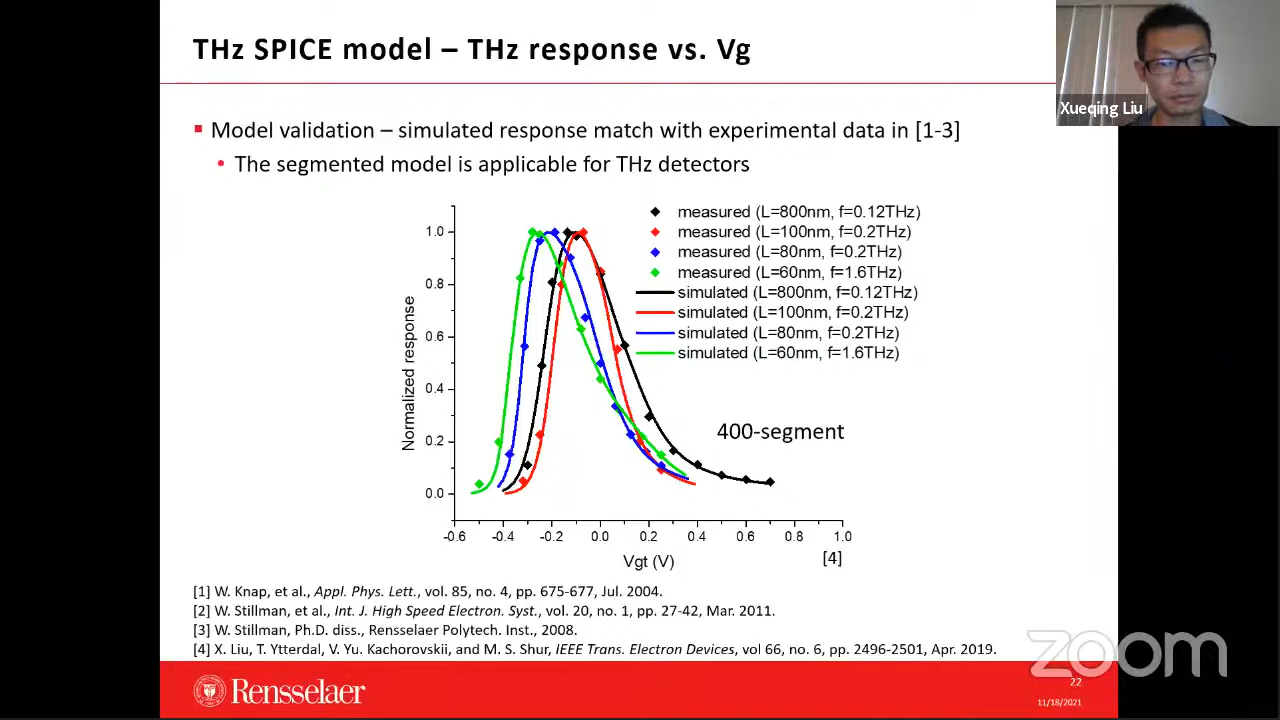 THz SPICE model – THz response vs. Vg
Xueqing Liu
Model validation – simulated response match with experimental data in [1-3]
The segmented model is applicable for THz detectors
measured (L=800nm, f=0.12THz)
measured (L=100nm, f=0.2THz)
measured (L=80nm, f=0.2THz)
measured (L=60nm, f=1.6THz)
simulated (L=800nm, f=0.12THz)
simulated (L=100nm, f=0.2THz)
simulated (L=80nm, f=0.2THz)
simulated (L=60nm, f=1.6THz)
1.0
0.8
0.6
0.4
0.2
0.0
Normalized response
400-segment
-0.6 -0.4 -0.2 0.0 0.2 0.4 0.6 0.8 1.0
Vgt (V)
[4]
[1] W. Knap, et al., Appl. Phys. Lett., vol. 85, no. 4, pp. 675-677, Jul. 2004.
[2] W. Stillman, et al., Int. J. High Speed Electron. Syst., vol. 20, no. 1, pp. 27-42, Mar. 2011.
[3] W. Stillman, Ph.D. diss., Rensselaer Polytech. Inst., 2008.
[4] X. Liu, T. Ytterdal, V. Yu. Kachorovskii, and M. S. Shur, IEEE Trans. Electron Devices, vol 66, no. 6, pp. 2496-2501, Apr. 2019.
zoom
Rensselaer
22
11/18/2021